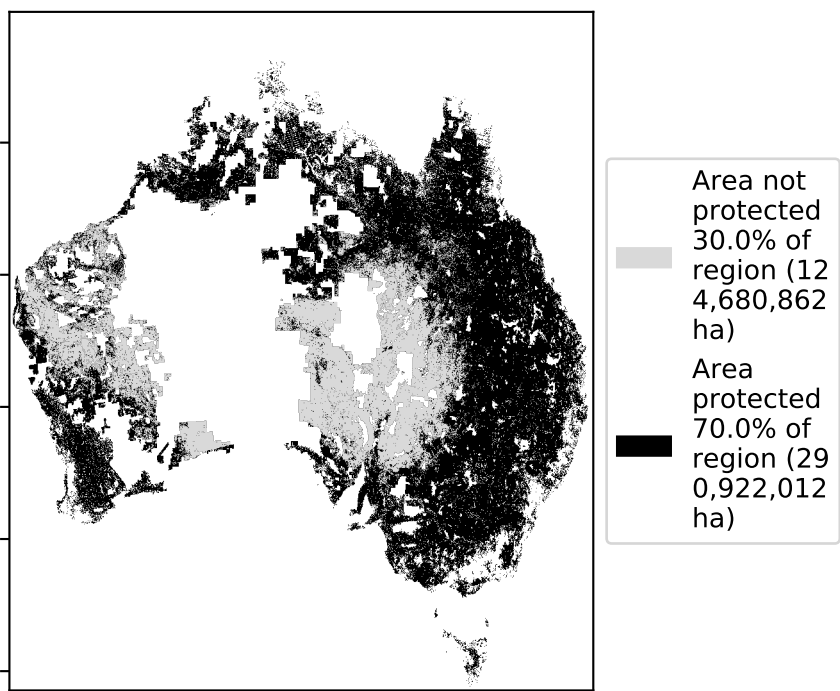 Area not
protected
30.0% of
region (12
4,680,862
ha)
Area
protected
70.0% of
region (29
0,922,012
ha)